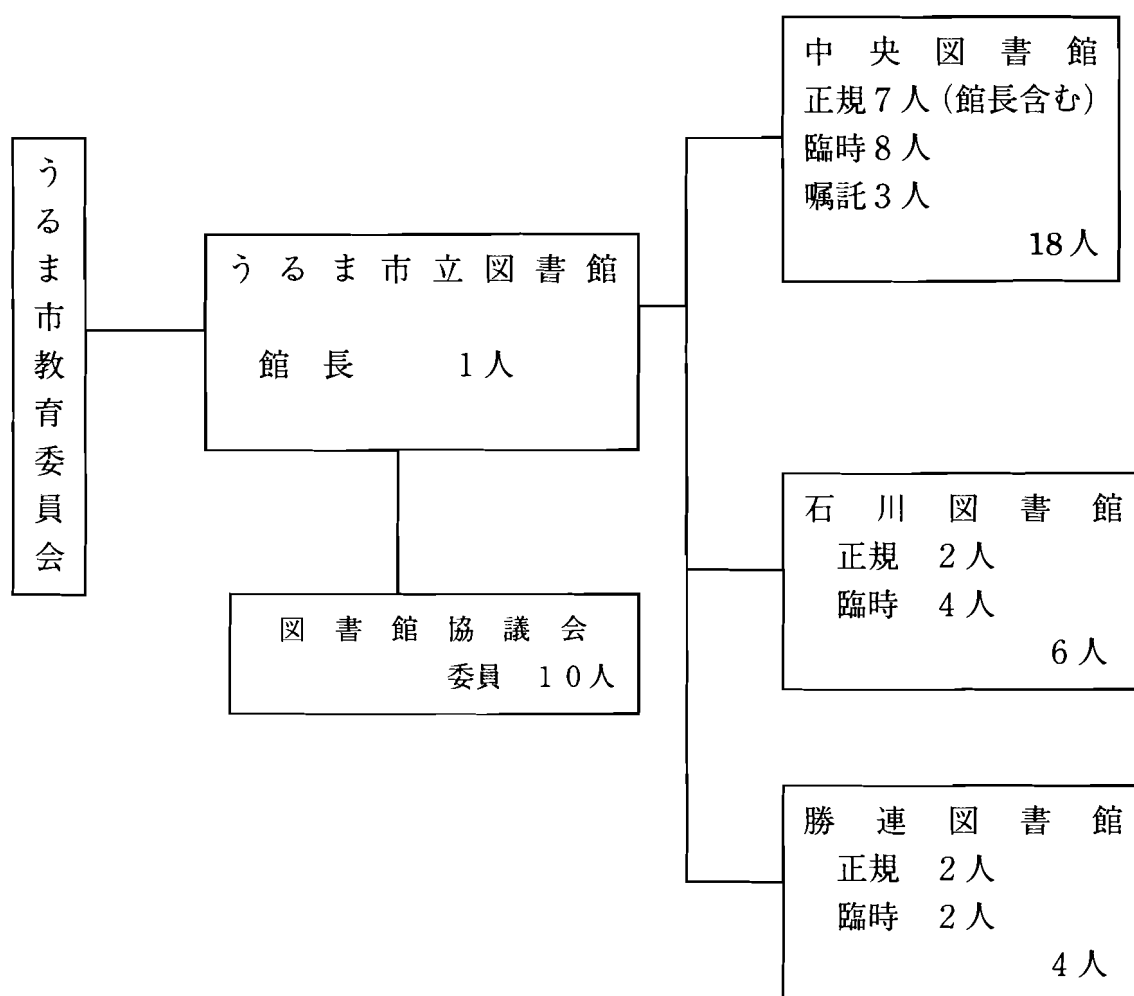 うるま市教育委員会
うるま市立図書館
館長 1人
図書館協議会
委員 10人
中央図書館
正規7人(館長含む)
臨時8人
嘱託3人
18人
石川図書館
正規 2人
臨時 4人
6人
勝連図書館
正規 2人
臨時 2人
4人